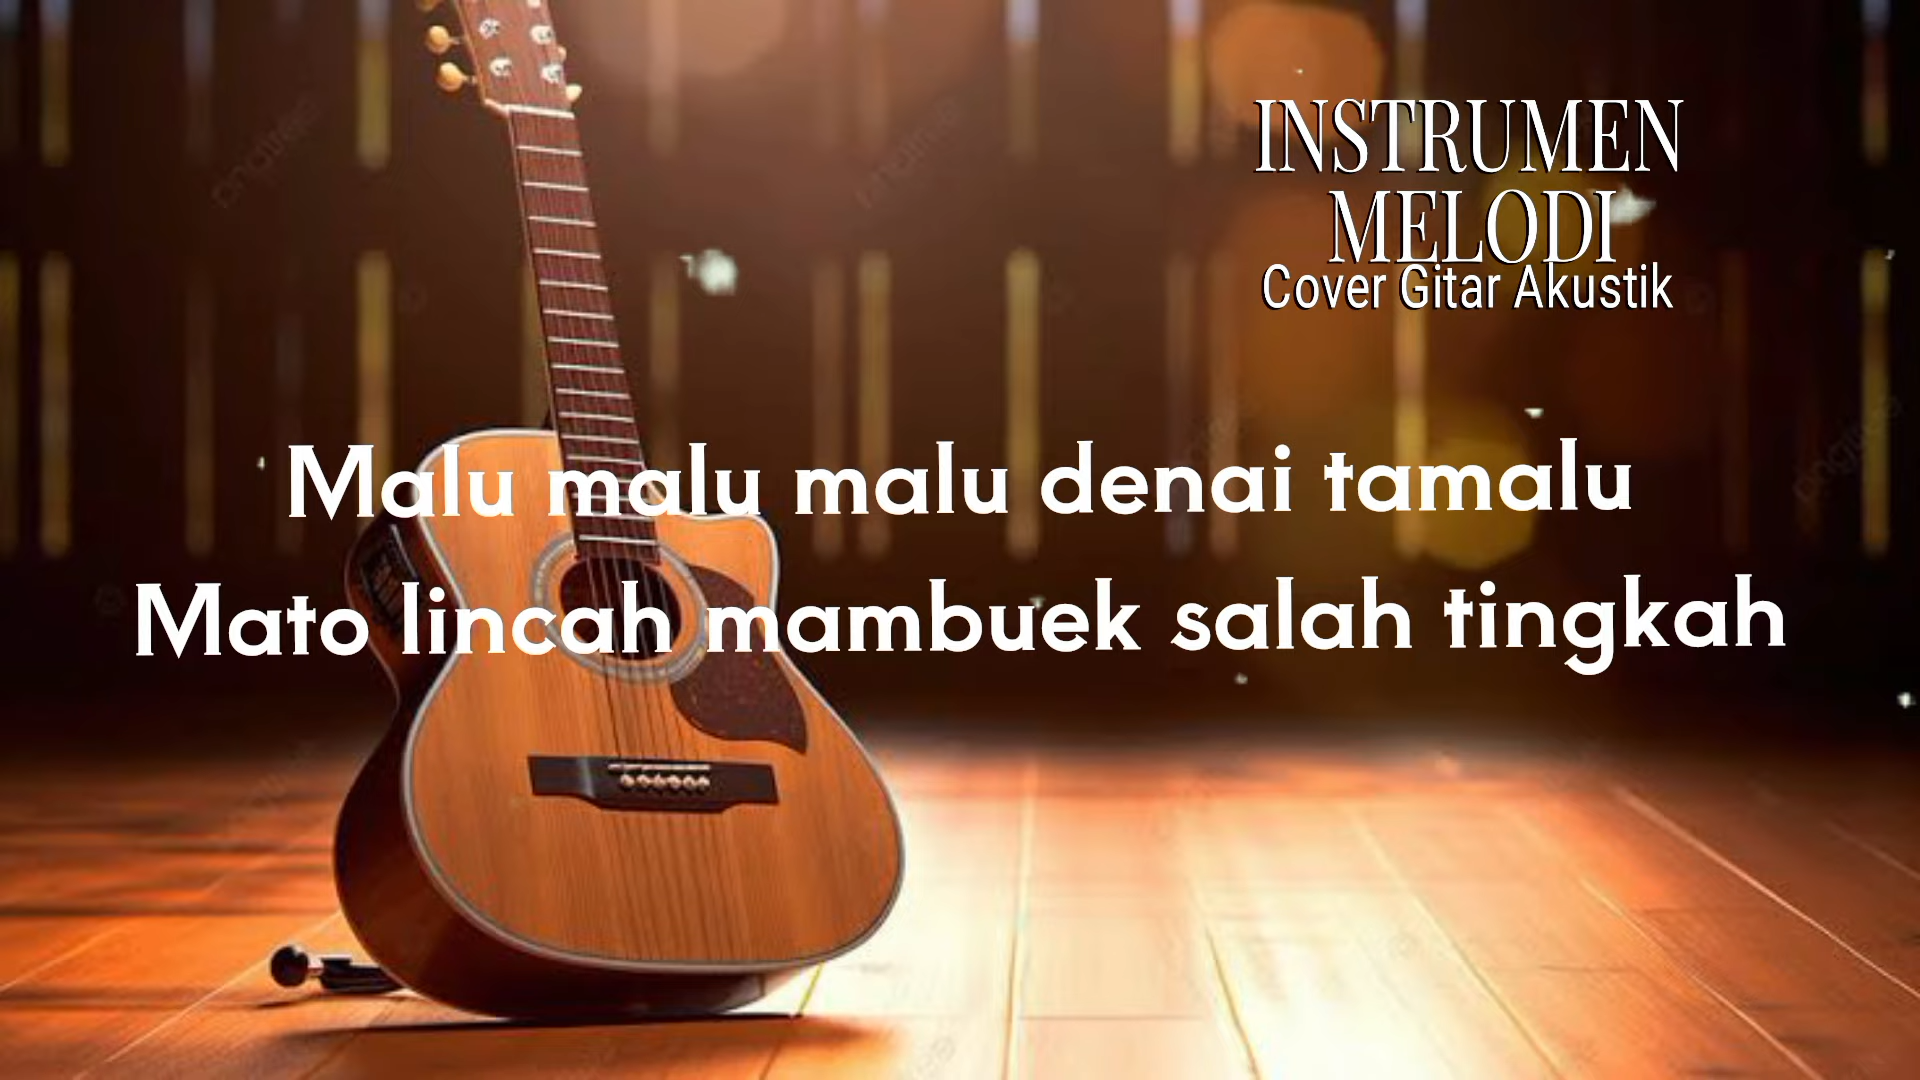 INSTRUMEN
MELODI
Cover Gitar Akustik
Malu malu malu denai tamalu
Mato lincah mambuek salah tingkah